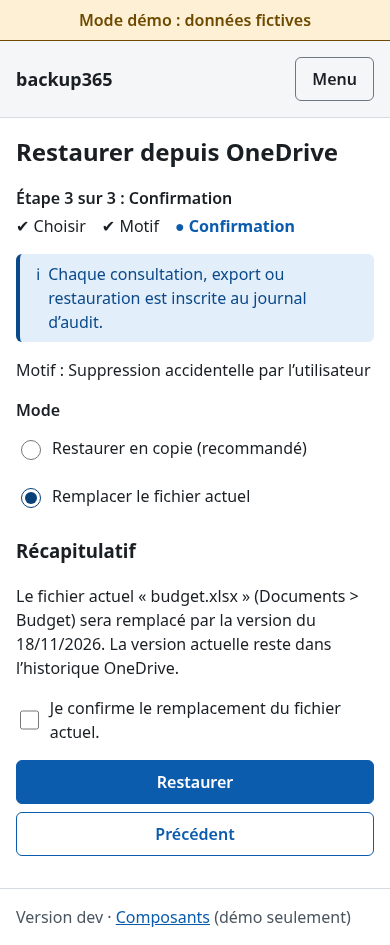 Mode démo : données fictives
backup365
Menu
Restaurer depuis OneDrive
Étape 3 sur 3 : Confirmation
✔ Choisir ✔ Motif ● Confirmation
i Chaque consultation, export ou
restauration est inscrite au journal
d’audit.
Motif : Suppression accidentelle par l’utilisateur
Mode
Restaurer en copie (recommandé)
Remplacer le fichier actuel
Récapitulatif
Le fichier actuel « budget.xlsx » (Documents >
Budget) sera remplacé par la version du
18/11/2026. La version actuelle reste dans
l’historique OneDrive.
Je confirme le remplacement du fichier
actuel.
Restaurer
Précédent
Version dev · Composants (démo seulement)